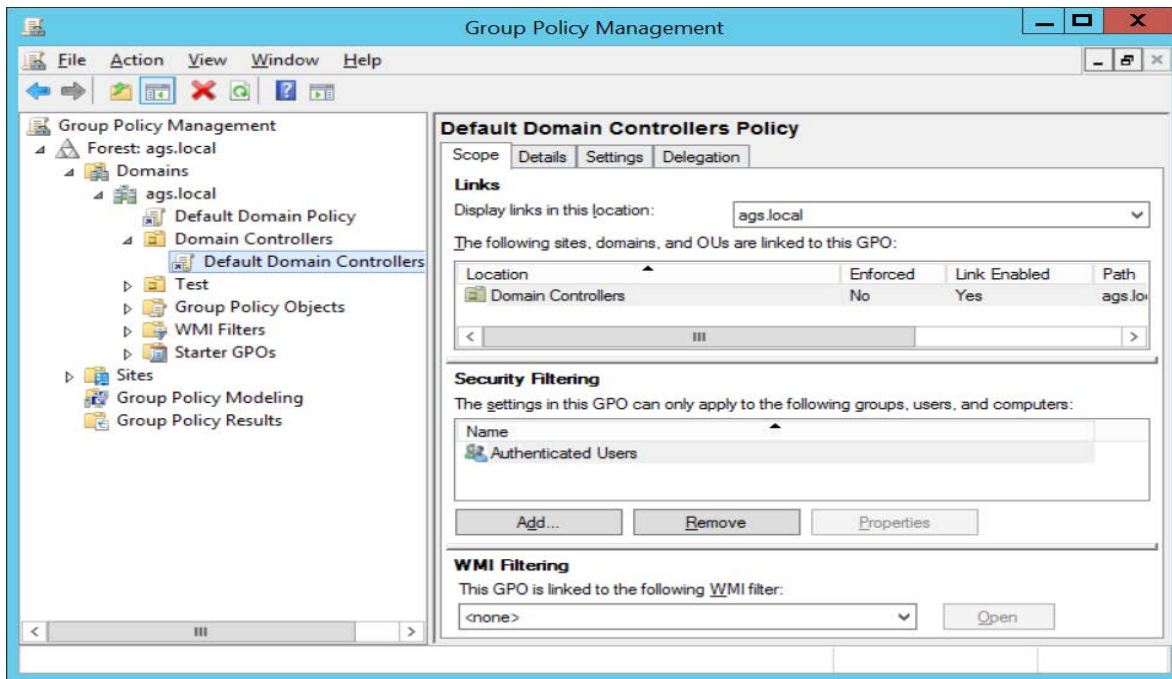 Group Policy Management
File Action View Window Help
Group Policy Management
Forest: ags.local
Domains
ags.local
Default Domain Policy
Domain Controllers
Default Domain Controllers
Test
Group Policy Objects
WMI Filters
Starter GPOs
Sites
Group Policy Modeling
Group Policy Results
Default Domain Controllers Policy
Scope Details Settings Delegation
Links
Display links in this location: ags.local
The following sites, domains, and OUs are linked to this GPO:
Location Enforced Link Enabled Path
Domain Controllers No Yes ags.lo
Security Filtering
The settings in this GPO can only apply to the following groups, users, and computers:
Name
Authenticated Users
Add... Remove Properties
WMI Filtering
This GPO is linked to the following WMI filter:
<none> Open